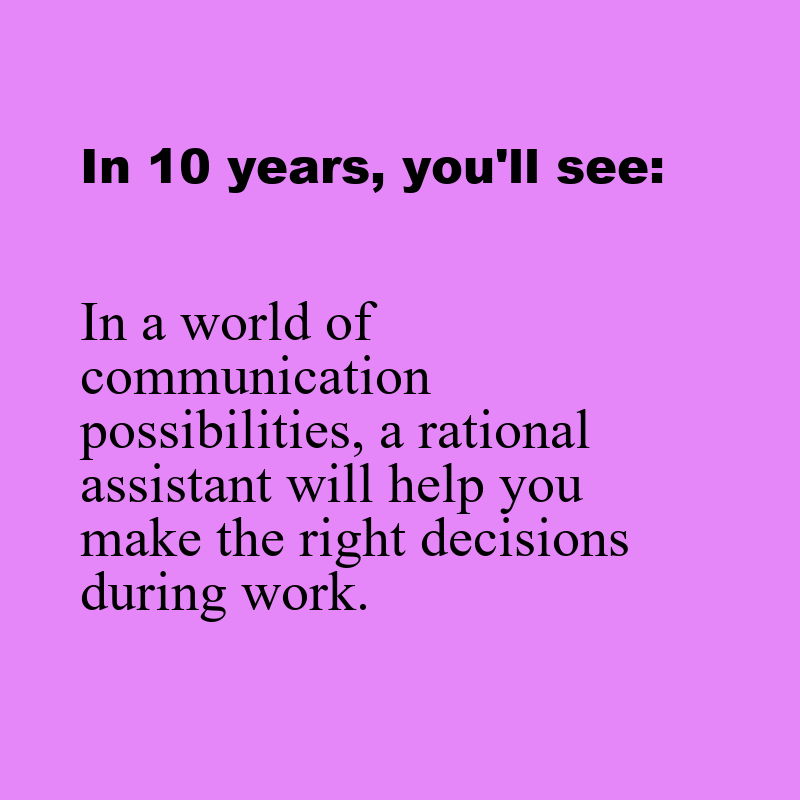 In 10 years, you'll see:
In a world of
communication
possibilities, a rational
assistant will help you
make the right decisions
during work.